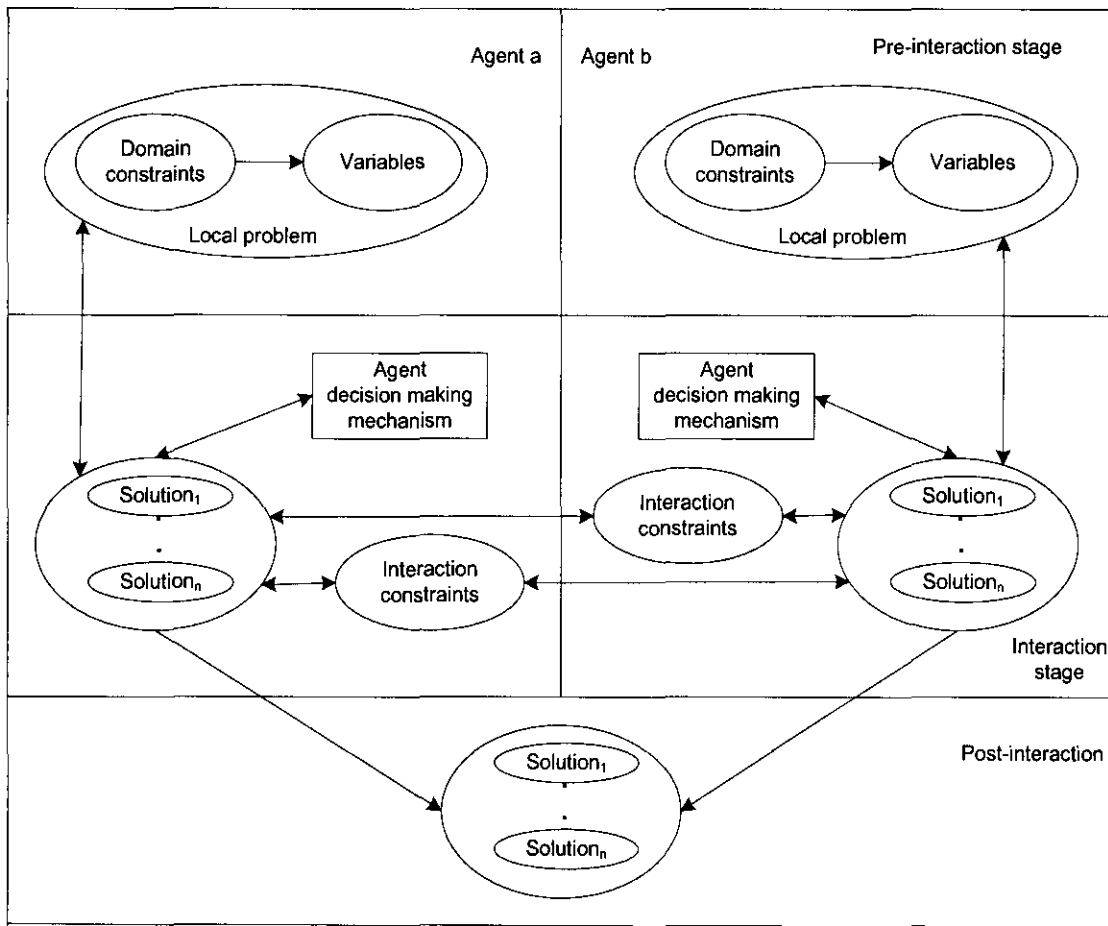 Agent a
Agent b
Pre-interaction stage
Domain
constraints
Variables
Local problem
Domain
constraints
Variables
Local problem
Agent
decision making
mechanism
Agent
decision making
mechanism
Solution₁
.
.
Solutionₙ
Interaction
constraints
Interaction
constraints
Solution₁
.
.
Solutionₙ
Interaction
stage
Post-interaction
Solution₁
.
.
Solutionₙ